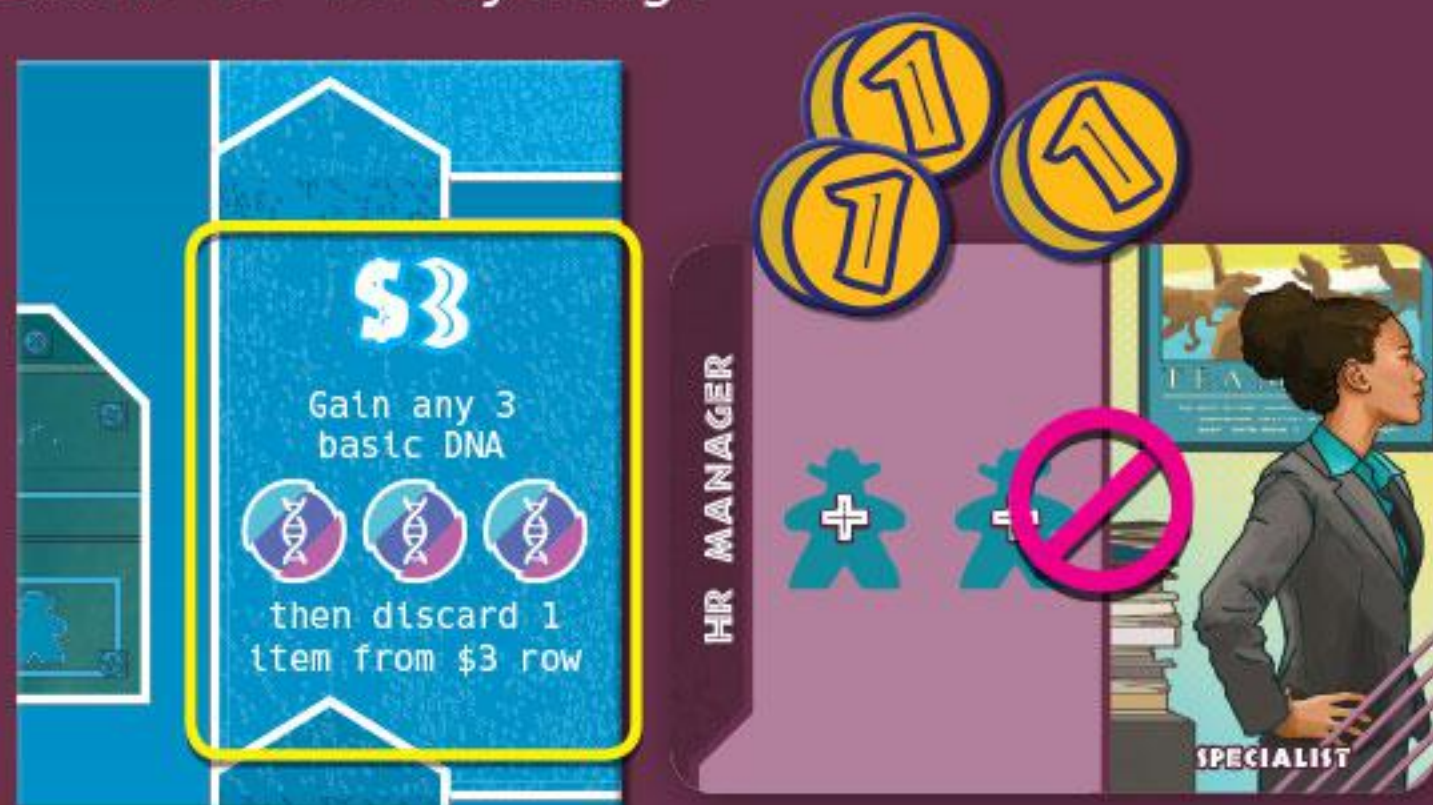 $3
Gain any 3
basic DNA
then discard 1
item from $3 row
1
1
1
HR MANAGER
SPECIALIST